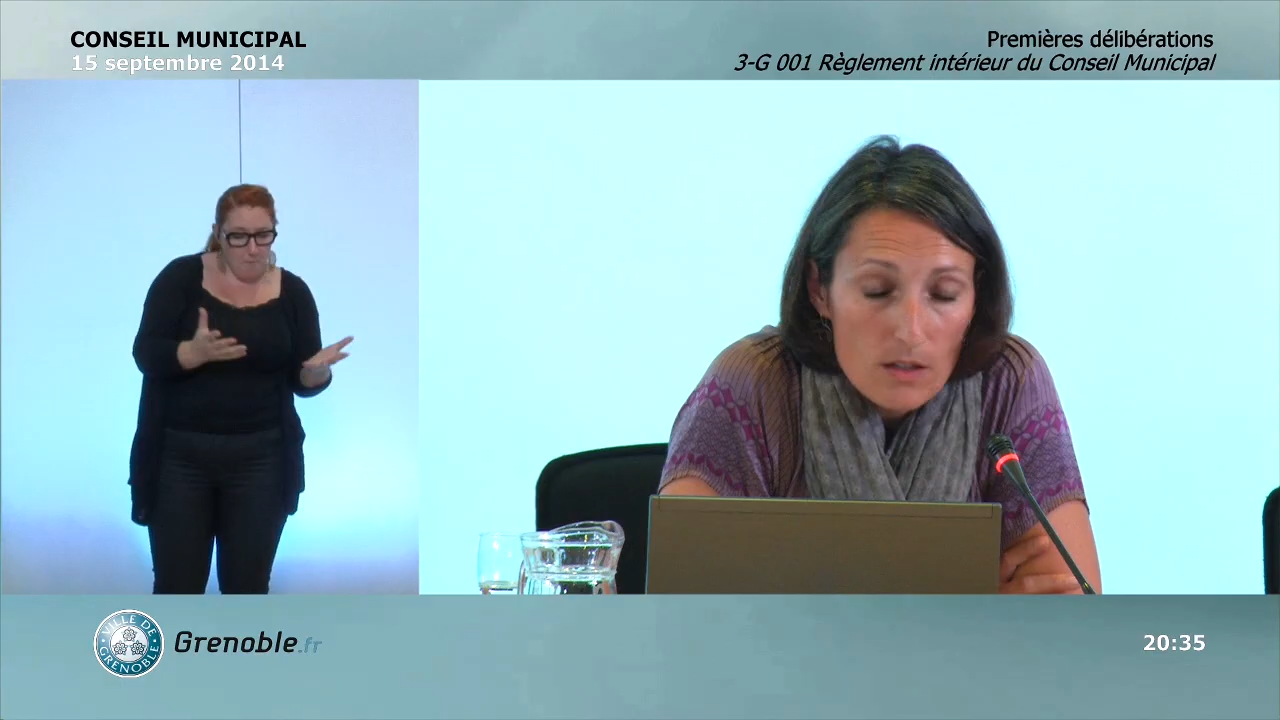 CONSEIL MUNICIPAL
15 septembre 2014
Premières délibérations
3-G 001 Règlement intérieur du Conseil Municipal
VILLE DE
GRENOBLE
Grenoble.fr
20:35